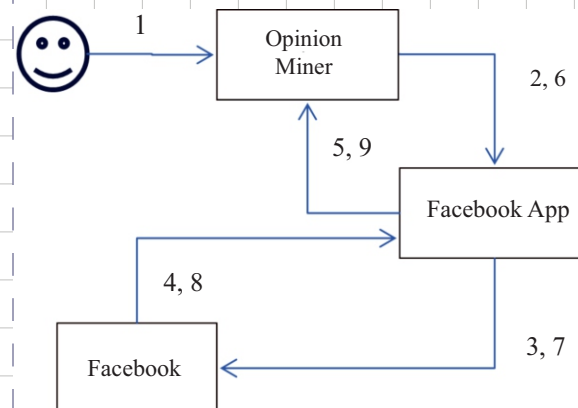 1
Opinion
Miner
2, 6
5, 9
Facebook App
4, 8
3, 7
Facebook